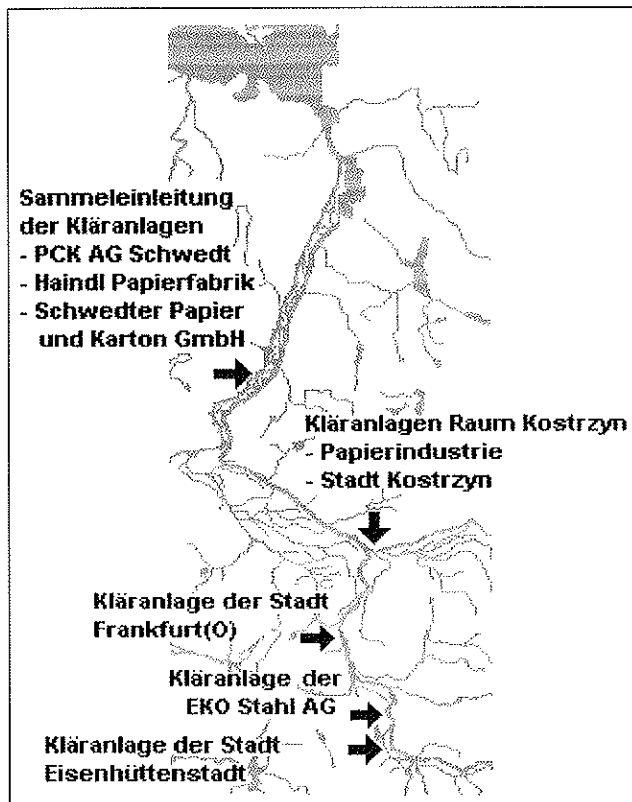 Sammeleinleitung
der Kläranlagen
- PCK AG Schwedt
- Haindl Papierfabrik
- Schwedter Papier
und Karton GmbH
Kläranlagen Raum Kostrzyn
- Papierindustrie
- Stadt Kostrzyn
Kläranlage der Stadt
Frankfurt(O)
Kläranlage der
EKO Stahl AG
Kläranlage der Stadt
Eisenhüttenstadt